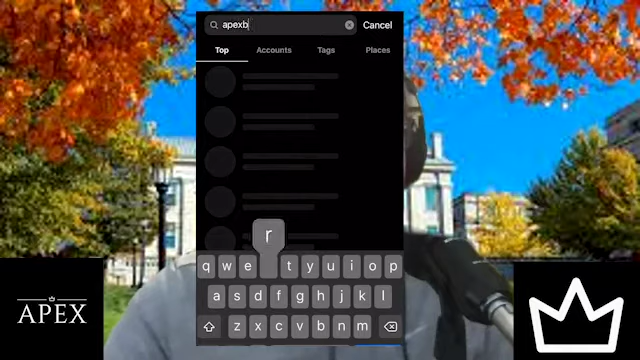 apexb
Cancel
Top
Accounts
Tags
Places
r
q w e t y u i o p
a s d f g h j k l
z x c v b n m
APEX